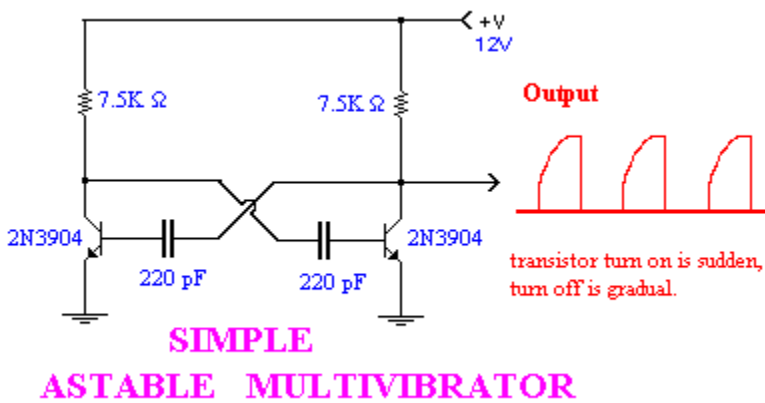 +V
12V
7.5K Ω
7.5K Ω
Output
2N3904
2N3904
220 pF
220 pF
transistor turn on is sudden,
turn off is gradual.
SIMPLE
ASTABLE MULTIVIBRATOR